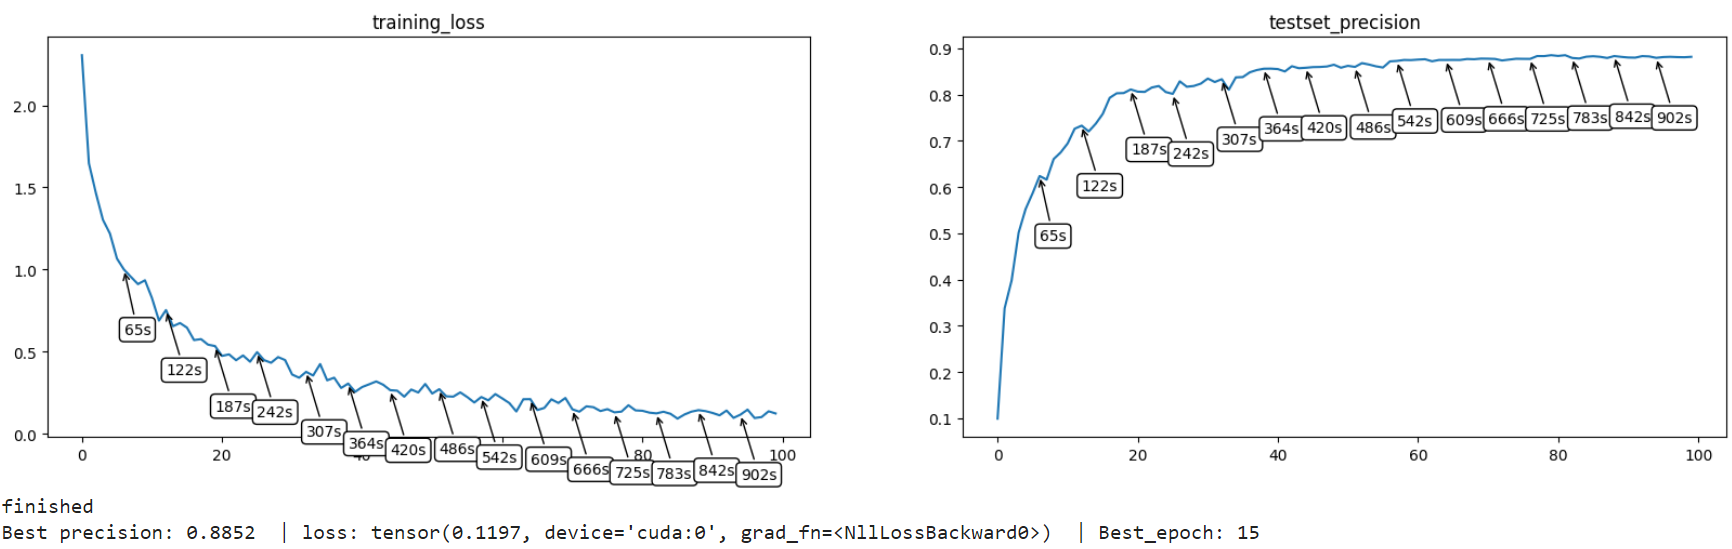 training_loss
2.0
1.5
1.0
0.5
0.0
65s
122s
187s
242s
307s
364s
420s
486s
542s
609s
666s
725s
783s
842s
902s
0
20
80
100
testset_precision
0.9
0.8
0.7
0.6
0.5
0.4
0.3
0.2
0.1
65s
122s
187s
242s
307s
364s
420s
486s
542s
609s
666s
725s
783s
842s
902s
0
20
40
60
80
100
finished
Best precision: 0.8852 | loss: tensor(0.1197, device='cuda:0', grad_fn=<NllLossBackward0>) | Best_epoch: 15